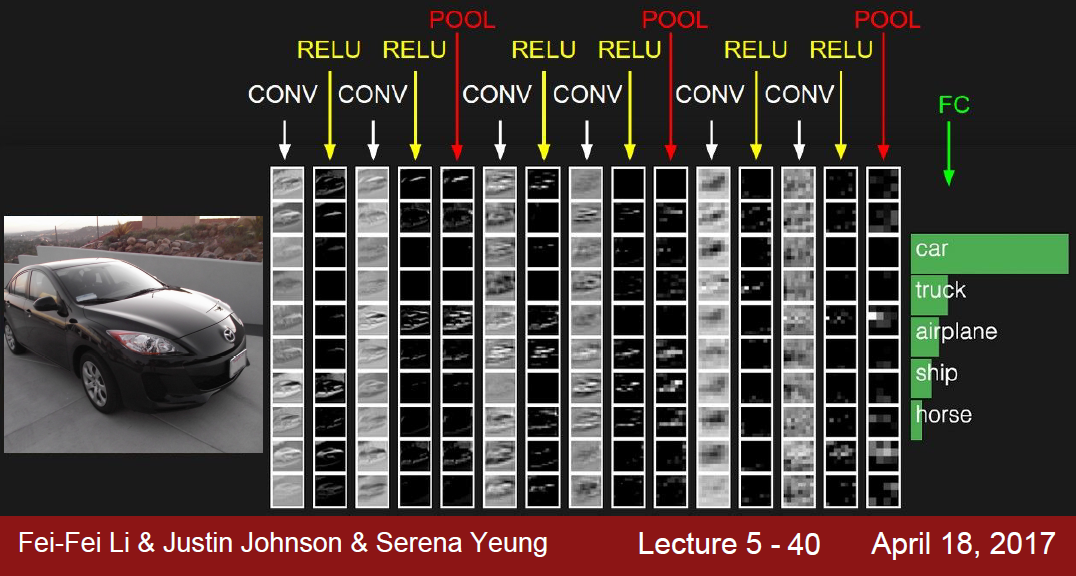 POOL POOL POOL
RELU RELU RELU RELU RELU RELU
CONV CONV CONV CONV CONV CONV
FC
car
truck
airplane
ship
horse
Fei-Fei Li & Justin Johnson & Serena Yeung Lecture 5 - 40 April 18, 2017